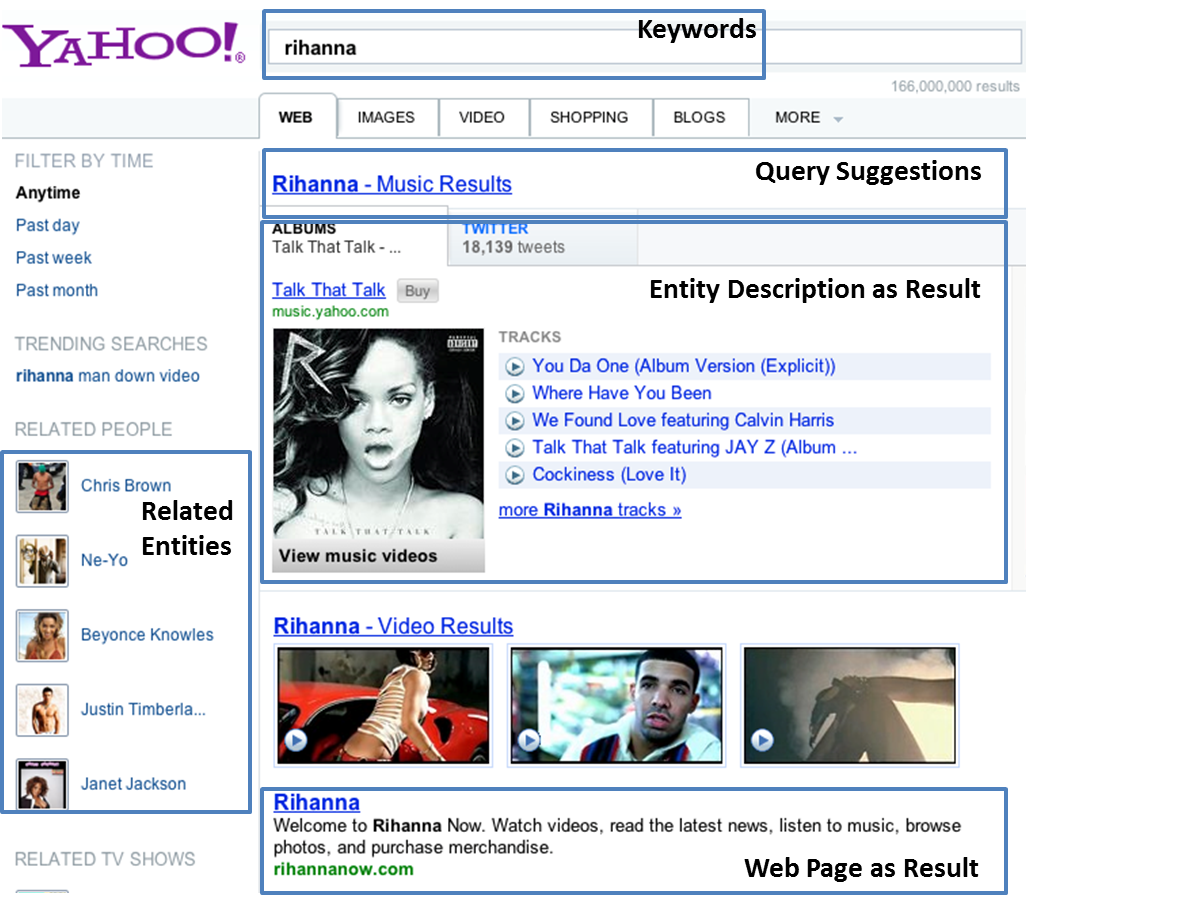 YAHOO!®
Keywords
rihanna
166,000,000 results
WEB
IMAGES
VIDEO
SHOPPING
BLOGS
MORE
FILTER BY TIME
Anytime
Past day
Past week
Past month
TRENDING SEARCHES
rihanna man down video
RELATED PEOPLE
Chris Brown
Related
Entities
Ne-Yo
Beyonce Knowles
Justin Timberla...
Janet Jackson
RELATED TV SHOWS
Query Suggestions
Rihanna - Music Results
ALBUMS
Talk That Talk - ...
TWITTER
18,139 tweets
Entity Description as Result
Talk That Talk
Buy
music.yahoo.com
R
PARENTAL
ADVISORY
TALK THAT TALK
View music videos
TRACKS
You Da One (Album Version (Explicit))
Where Have You Been
We Found Love featuring Calvin Harris
Talk That Talk featuring JAY Z (Album ...
Cockiness (Love It)
more Rihanna tracks »
Rihanna - Video Results
Rihanna
Welcome to Rihanna Now. Watch videos, read the latest news, listen to music, browse
photos, and purchase merchandise.
rihannanow.com
Web Page as Result